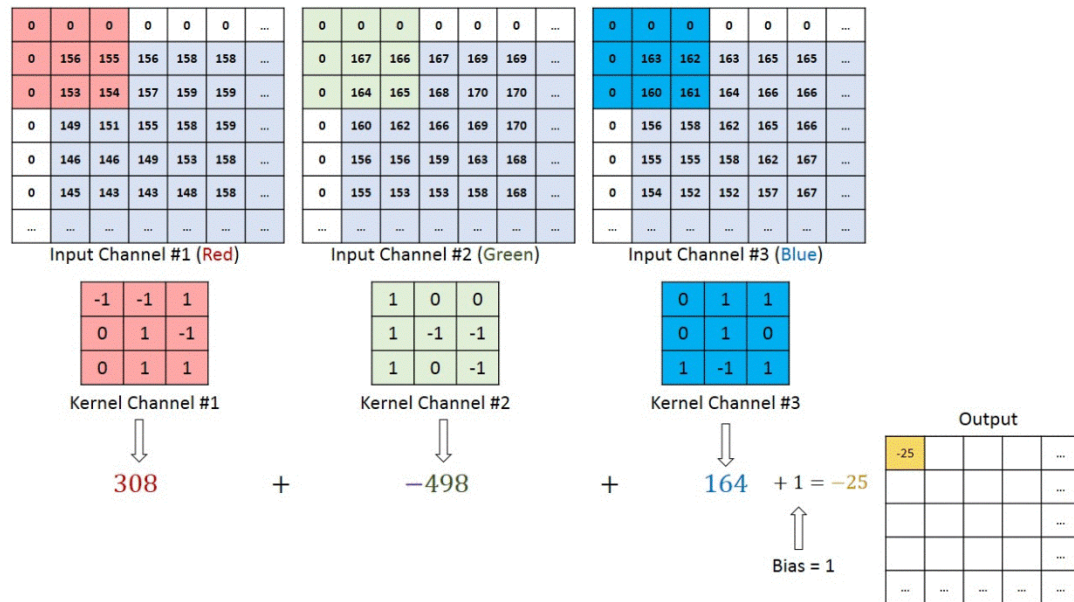 0 0 0 0 0 0 ...
0 156 155 156 158 158 ...
0 153 154 157 159 159 ...
0 149 151 155 158 159 ...
0 146 146 149 153 158 ...
0 145 143 143 148 158 ...
... ... ... ... ... ... ...
Input Channel #1 (Red)
0 0 0 0 0 0 ...
0 167 166 167 169 169 ...
0 164 165 168 170 170 ...
0 160 162 166 169 170 ...
0 156 156 159 163 168 ...
0 155 153 153 158 168 ...
... ... ... ... ... ... ...
Input Channel #2 (Green)
0 0 0 0 0 0 ...
0 163 162 163 165 165 ...
0 160 161 164 166 166 ...
0 156 158 162 165 166 ...
0 155 155 158 162 167 ...
0 154 152 152 157 167 ...
... ... ... ... ... ... ...
Input Channel #3 (Blue)
-1 -1 1
0 1 -1
0 1 1
Kernel Channel #1
1 0 0
1 -1 -1
1 0 -1
Kernel Channel #2
0 1 1
0 1 0
1 -1 1
Kernel Channel #3
308 + −498 + 164 + 1 = −25
Bias = 1
Output
-25 ...
...
...
...
... ... ... ... ...